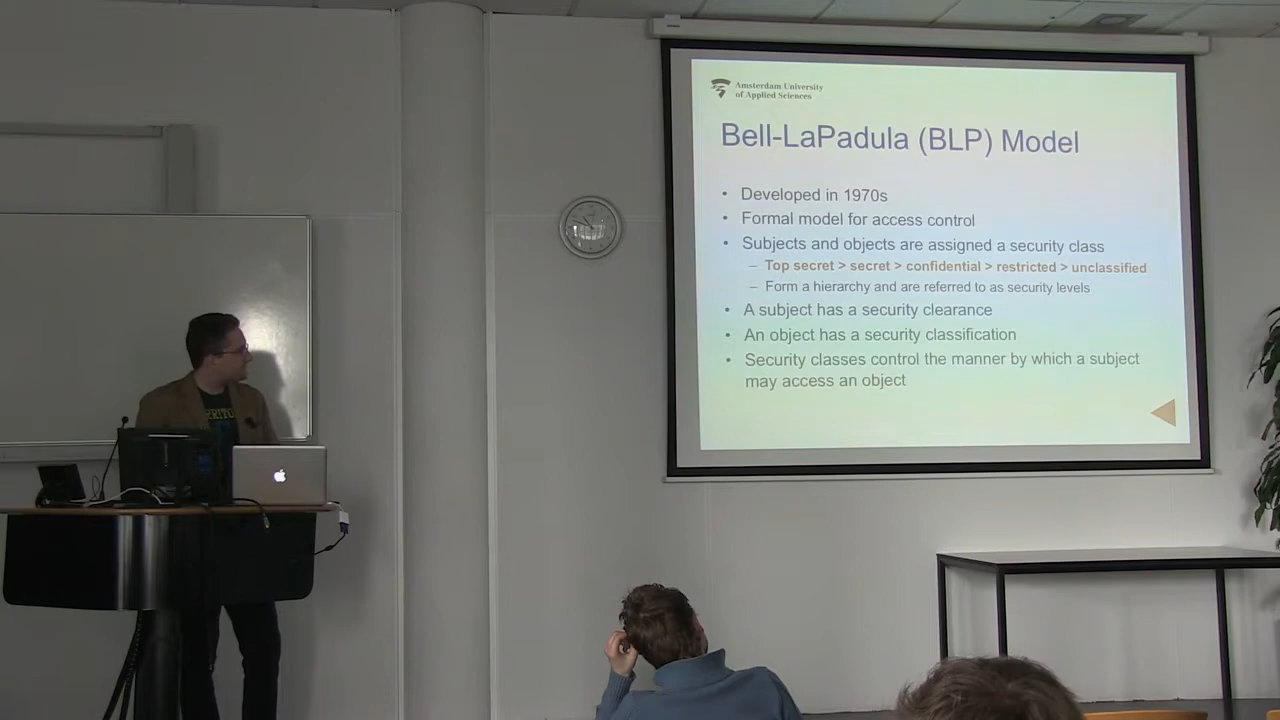 Amsterdam University
of Applied Sciences
Bell-LaPadula (BLP) Model
• Developed in 1970s
• Formal model for access control
• Subjects and objects are assigned a security class
– Top secret > secret > confidential > restricted > unclassified
– Form a hierarchy and are referred to as security levels
• A subject has a security clearance
• An object has a security classification
• Security classes control the manner by which a subject
may access an object